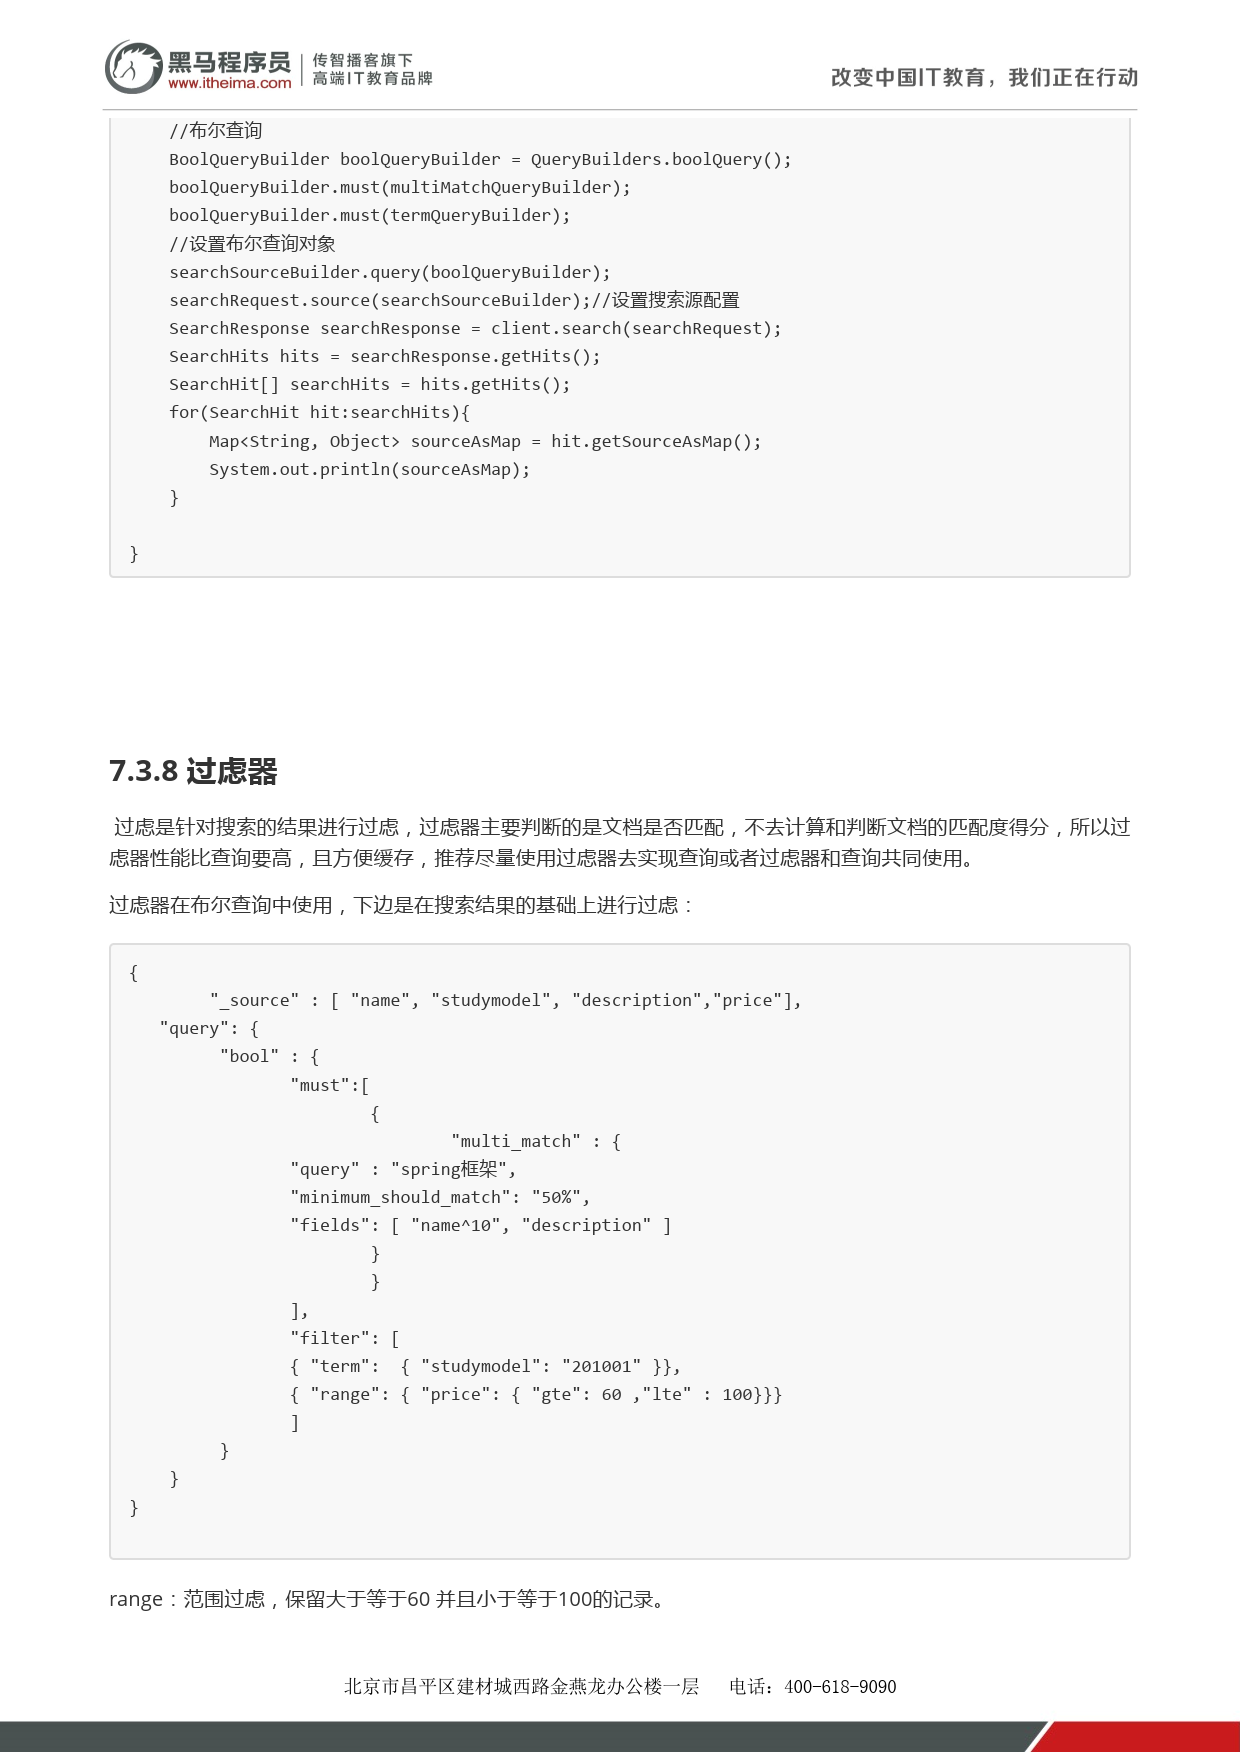 黑马程序员
www.itheima.com
传智播客旗下
高端IT教育品牌
改变中国IT教育，我们正在行动
//布尔查询
BoolQueryBuilder boolQueryBuilder = QueryBuilders.boolQuery();
boolQueryBuilder.must(multiMatchQueryBuilder);
boolQueryBuilder.must(termQueryBuilder);
//设置布尔查询对象
searchSourceBuilder.query(boolQueryBuilder);
searchRequest.source(searchSourceBuilder);//设置搜索源配置
SearchResponse searchResponse = client.search(searchRequest);
SearchHits hits = searchResponse.getHits();
SearchHit[] searchHits = hits.getHits();
for(SearchHit hit:searchHits){
Map<String, Object> sourceAsMap = hit.getSourceAsMap();
System.out.println(sourceAsMap);
}
}
7.3.8 过虑器
过虑是针对搜索的结果进行过虑，过虑器主要判断的是文档是否匹配，不去计算和判断文档的匹配度得分，所以过
虑器性能比查询要高，且方便缓存，推荐尽量使用过虑器去实现查询或者过虑器和查询共同使用。
过虑器在布尔查询中使用，下边是在搜索结果的基础上进行过虑：
{
"_source" : [ "name", "studymodel", "description","price"],
"query": {
"bool" : {
"must":[
{
"multi_match" : {
"query" : "spring框架",
"minimum_should_match": "50%",
"fields": [ "name^10", "description" ]
}
}
],
"filter": [
{ "term":  { "studymodel": "201001" }},
{ "range": { "price": { "gte": 60 ,"lte" : 100}}}
]
}
}
}
range：范围过虑，保留大于等于60 并且小于等于100的记录。
北京市昌平区建材城西路金燕龙办公楼一层 电话：400-618-9090